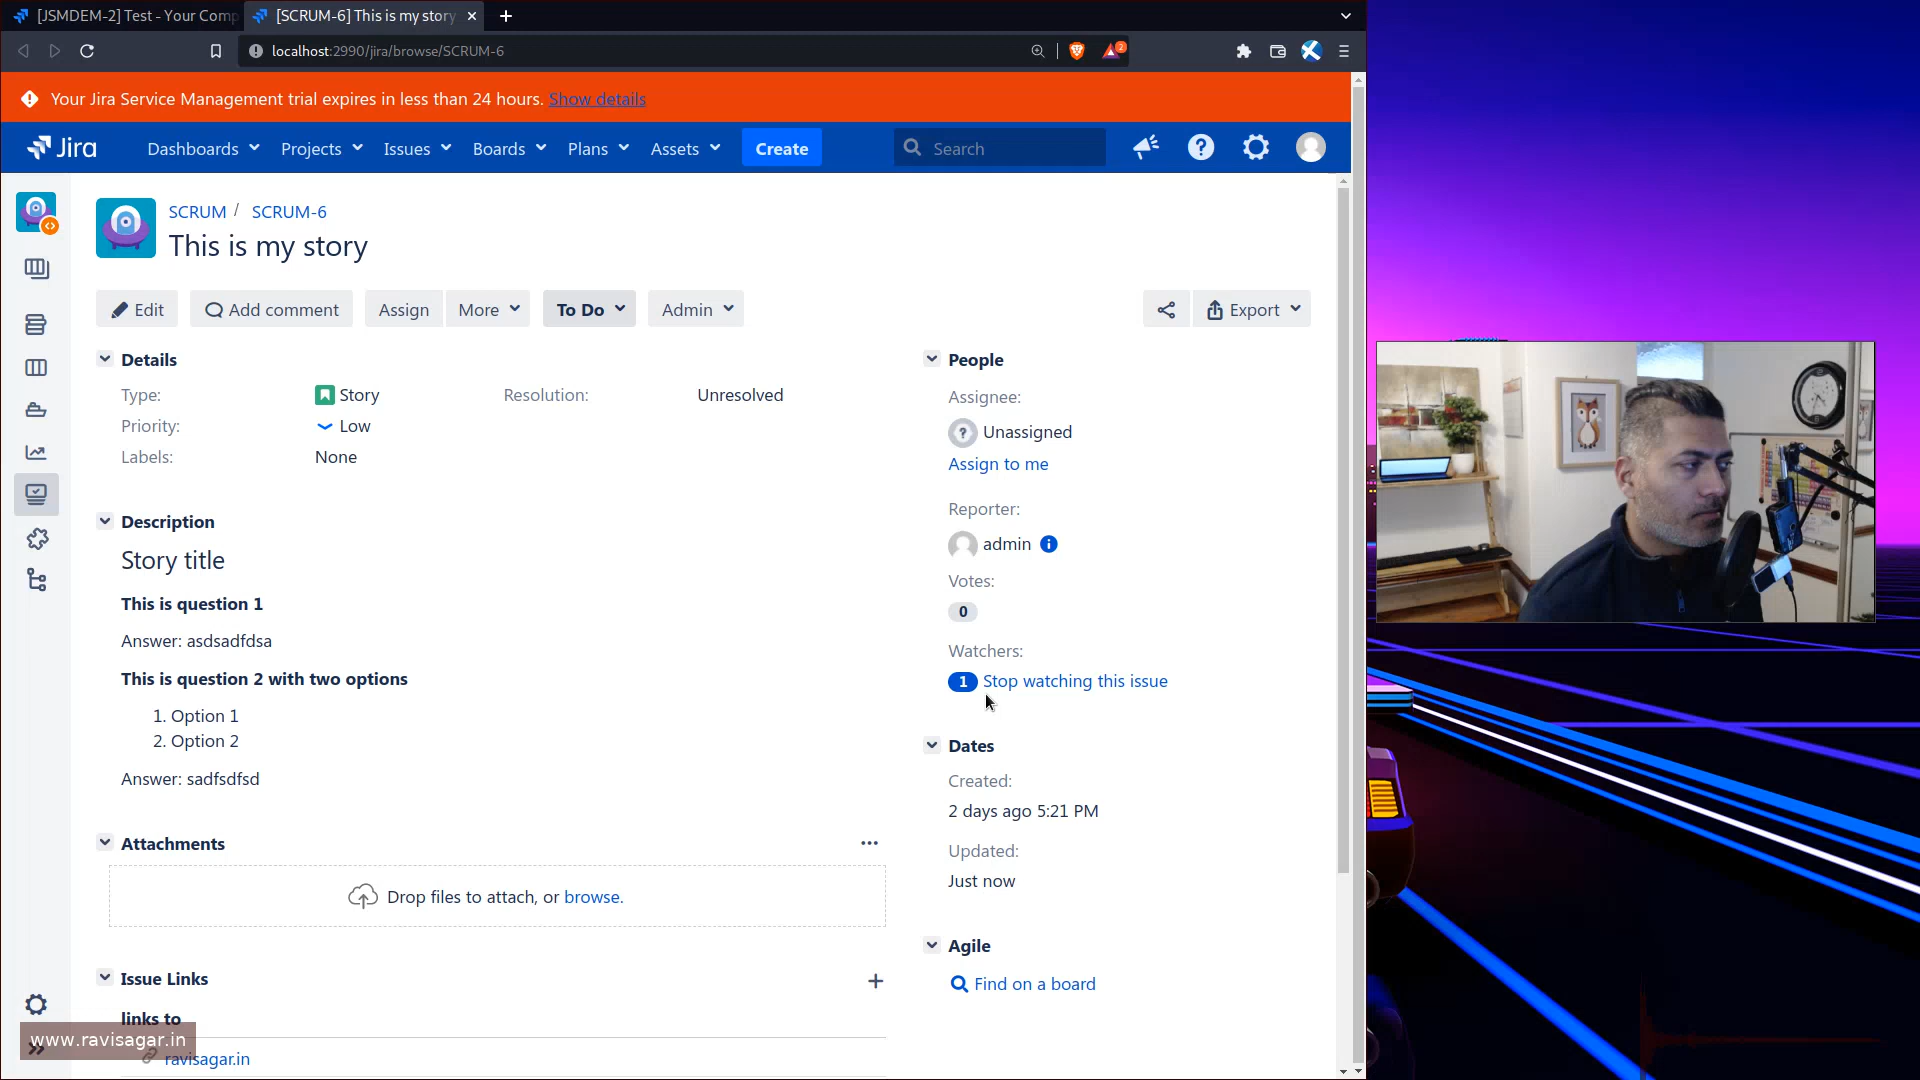 [JSMDEM-2] Test - Your Comp
[SCRUM-6] This is my story
localhost:2990/jira/browse/SCRUM-6
2
Your Jira Service Management trial expires in less than 24 hours. Show details
Jira
Dashboards Projects Issues Boards Plans Assets Create Search
SCRUM / SCRUM-6
This is my story
Edit Add comment Assign More To Do Admin Export
Details
Type: Story Resolution: Unresolved
Priority: Low
Labels: None
Description
Story title
This is question 1
Answer: asdsadfdsa
This is question 2 with two options
1. Option 1
2. Option 2
Answer: sadfsdfsd
Attachments
Drop files to attach, or browse.
Issue Links
links to
ravisagar.in
People
Assignee:
Unassigned
Assign to me
Reporter:
admin
Votes:
0
Watchers:
1 Stop watching this issue
Dates
Created:
2 days ago 5:21 PM
Updated:
Just now
Agile
Find on a board
www.ravisagar.in